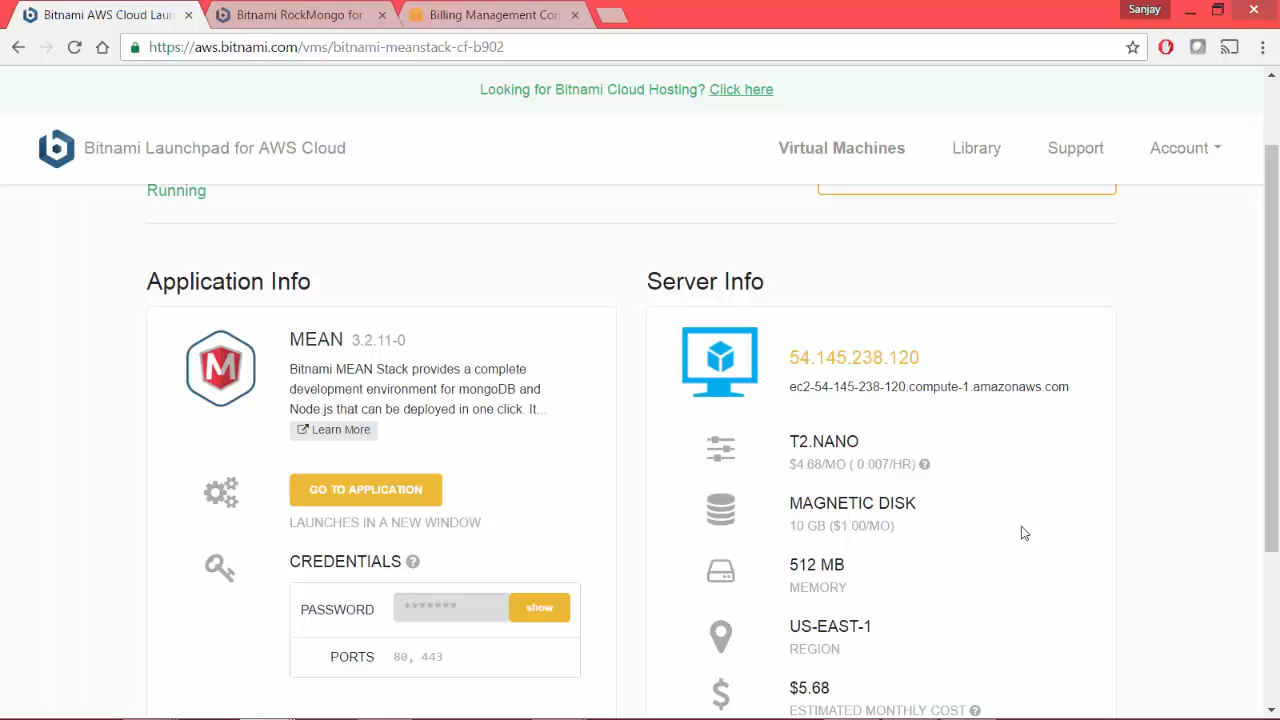 Bitnami AWS Cloud Laun
Bitnami RockMongo for
Billing Management Con
Sanjay
https://aws.bitnami.com/vms/bitnami-meanstack-cf-b902
Looking for Bitnami Cloud Hosting? Click here
Bitnami Launchpad for AWS Cloud
Virtual Machines
Library
Support
Account
Running
Application Info
MEAN 3.2.11-0
Bitnami MEAN Stack provides a complete
development environment for mongoDB and
Node.js that can be deployed in one click. It...
Learn More
GO TO APPLICATION
LAUNCHES IN A NEW WINDOW
CREDENTIALS ?
PASSWORD ******* show
PORTS 80, 443
Server Info
54.145.238.120
ec2-54-145-238-120.compute-1.amazonaws.com
T2.NANO
$4.68/MO ( 0.007/HR) ?
MAGNETIC DISK
10 GB ($1.00/MO)
512 MB
MEMORY
US-EAST-1
REGION
$5.68
ESTIMATED MONTHLY COST ?